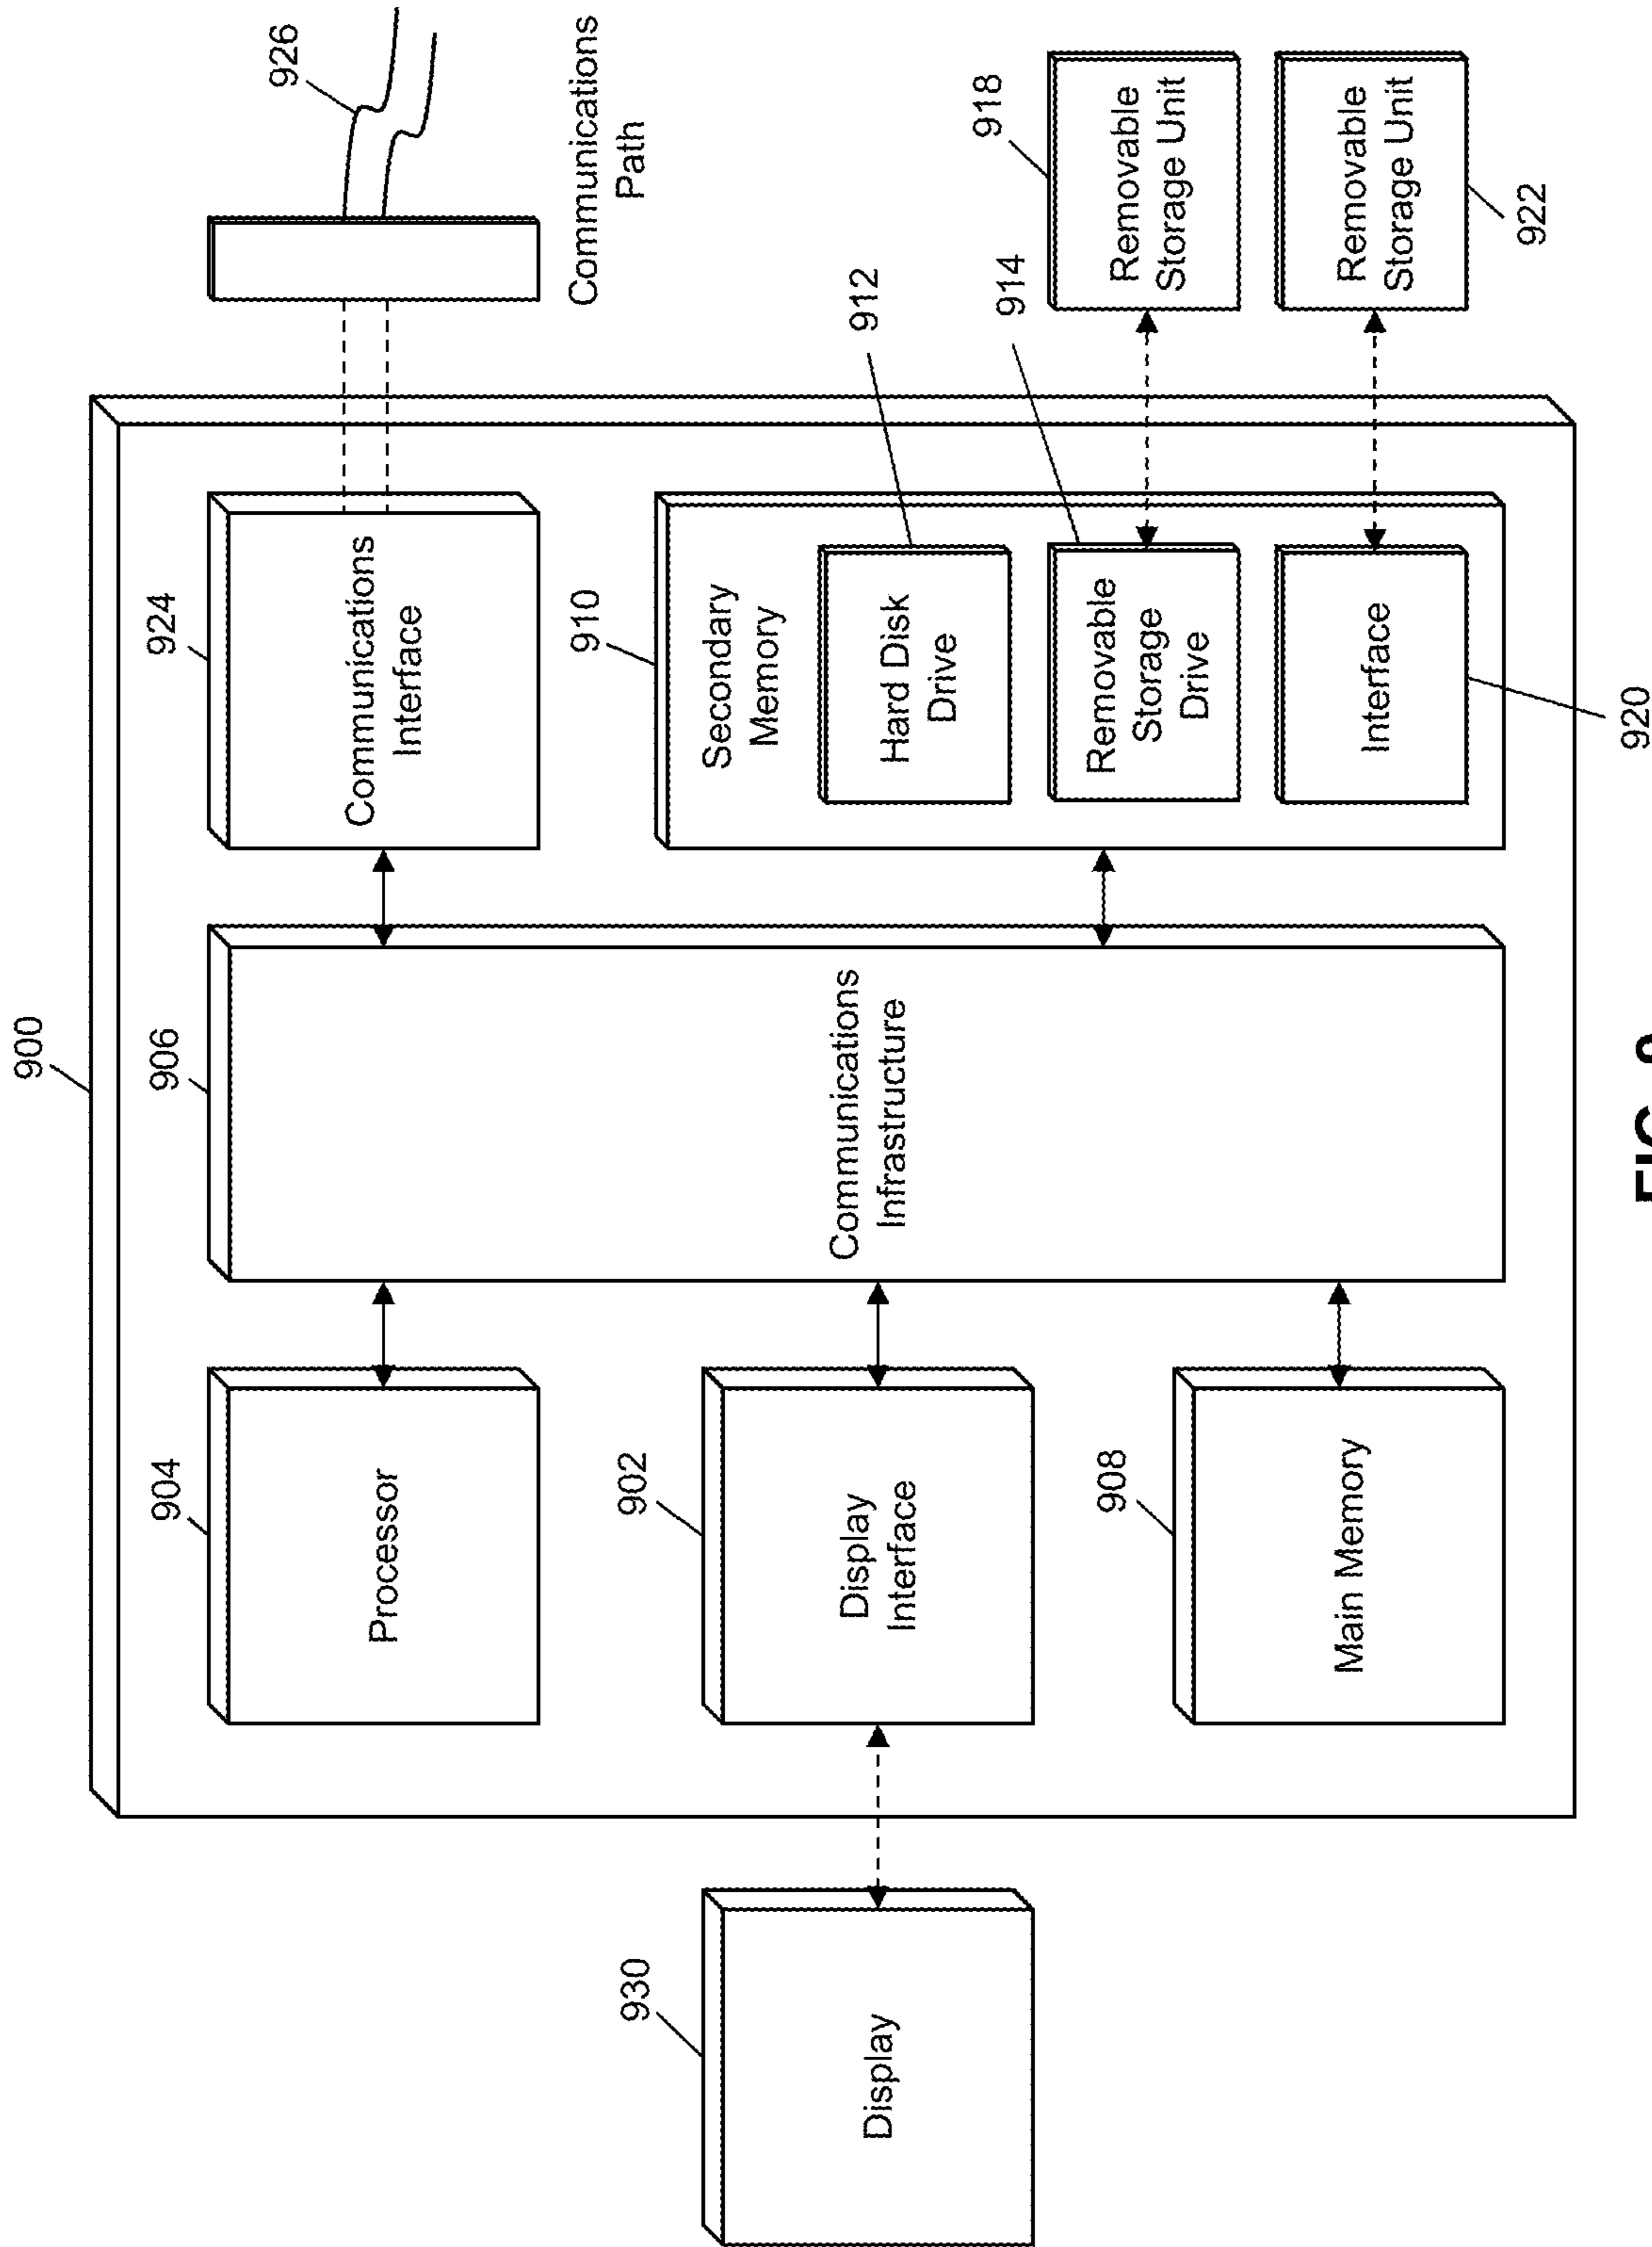 900
904
Processor
906
Communications
Infrastructure
924
Communications
Interface
926
Communications
Path
930
Display
902
Display
Interface
910
Secondary
Memory
912
Hard Disk
Drive
908
Main Memory
914
Removable
Storage
Drive
918
Removable
Storage Unit
Interface
920
Removable
Storage Unit
922
FIG.